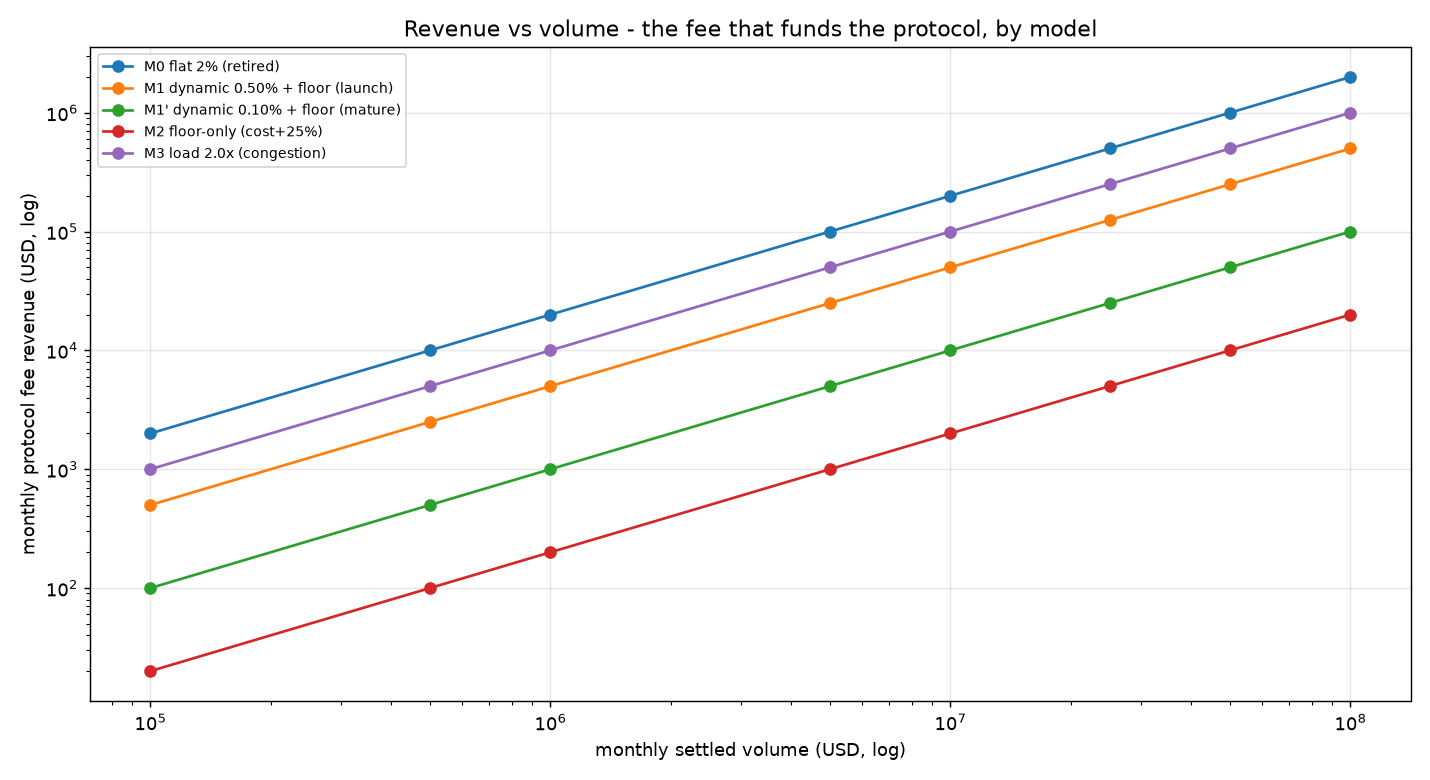 Revenue vs volume - the fee that funds the protocol, by model
M0 flat 2% (retired)
M1 dynamic 0.50% + floor (launch)
M1' dynamic 0.10% + floor (mature)
M2 floor-only (cost+25%)
M3 load 2.0x (congestion)
monthly protocol fee revenue (USD, log)
10⁶
10⁵
10⁴
10³
10²
10⁵ 10⁶ 10⁷ 10⁸
monthly settled volume (USD, log)